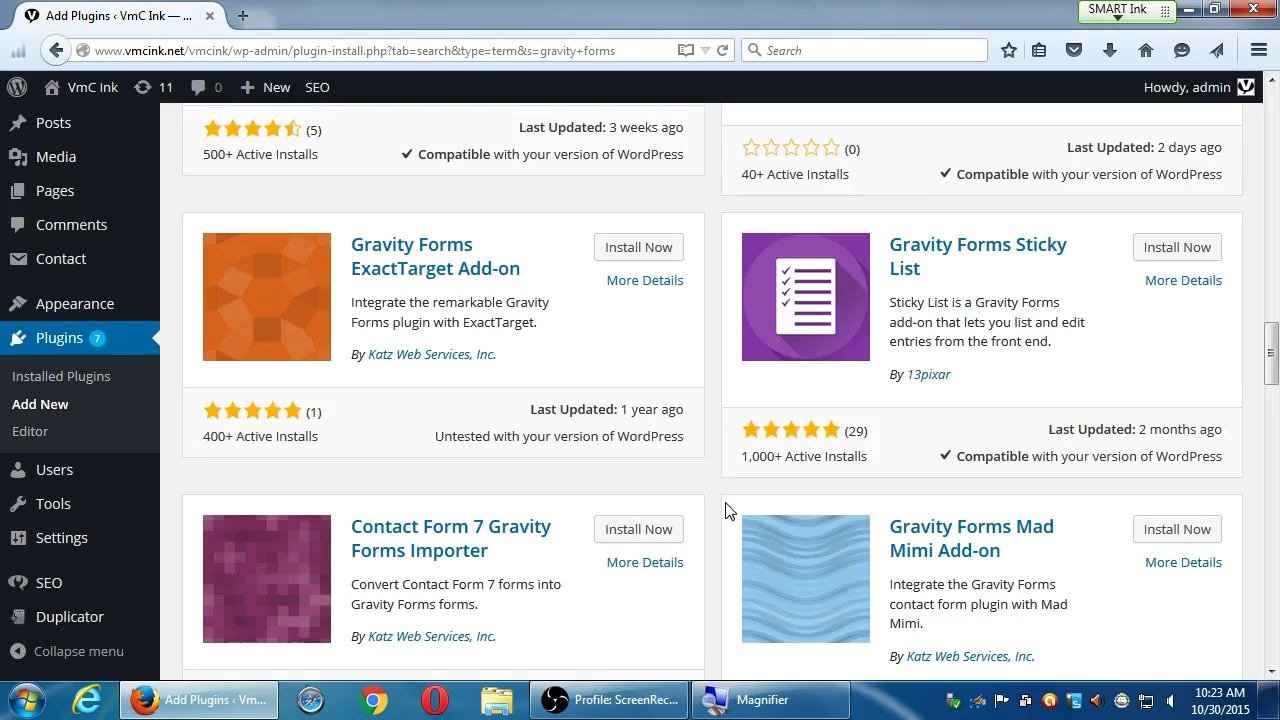 Add Plugins ‹ VmC Ink — ...
SMART Ink
www.vmcink.net/vmcink/wp-admin/plugin-install.php?tab=search&type=term&s=gravity+forms
Search
VmC Ink
11
0
New
SEO
Howdy, admin
Posts
Media
Pages
Comments
Contact
Appearance
Plugins 7
Installed Plugins
Add New
Editor
Users
Tools
Settings
SEO
Duplicator
Collapse menu
(5)
Last Updated: 3 weeks ago
500+ Active Installs
Compatible with your version of WordPress
(0)
Last Updated: 2 days ago
40+ Active Installs
Compatible with your version of WordPress
Gravity Forms
ExactTarget Add-on
Install Now
More Details
Integrate the remarkable Gravity
Forms plugin with ExactTarget.
By Katz Web Services, Inc.
(1)
Last Updated: 1 year ago
400+ Active Installs
Untested with your version of WordPress
Gravity Forms Sticky
List
Install Now
More Details
Sticky List is a Gravity Forms
add-on that lets you list and edit
entries from the front end.
By 13pixar
(29)
Last Updated: 2 months ago
1,000+ Active Installs
Compatible with your version of WordPress
Contact Form 7 Gravity
Forms Importer
Install Now
More Details
Convert Contact Form 7 forms into
Gravity Forms forms.
By Katz Web Services, Inc.
Gravity Forms Mad
Mimi Add-on
Install Now
More Details
Integrate the Gravity Forms
contact form plugin with Mad
Mimi.
By Katz Web Services, Inc.
Add Plugins ‹ Vm...
Profile: ScreenRec...
Magnifier
10:23 AM
10/30/2015